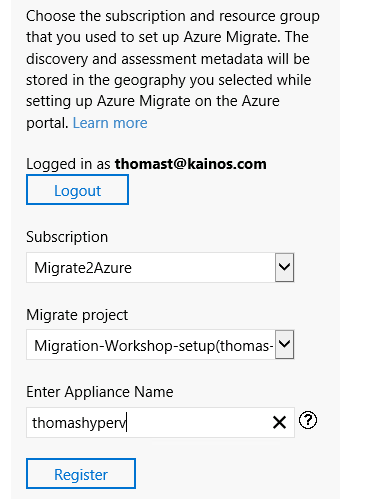 Choose the subscription and resource group
that you used to set up Azure Migrate. The
discovery and assessment metadata will be
stored in the geography you selected while
setting up Azure Migrate on the Azure
portal. Learn more
Logged in as thomast@kainos.com
Logout
Subscription
Migrate2Azure
Migrate project
Migration-Workshop-setup(thomas-
Enter Appliance Name
thomashyperv
Register